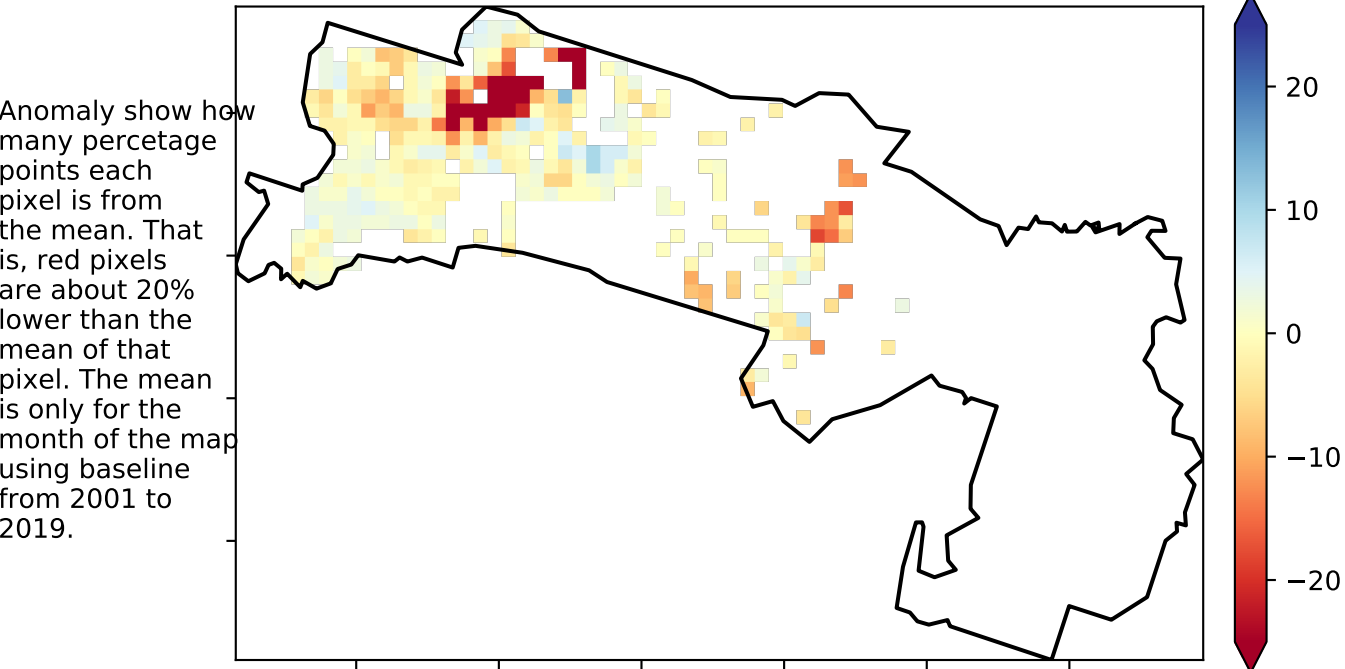 Anomaly show how
many percetage
points each
pixel is from
the mean. That
is, red pixels
are about 20%
lower than the
mean of that
pixel. The mean
is only for the
month of the map
using baseline
from 2001 to
2019.
20
10
0
−10
−20